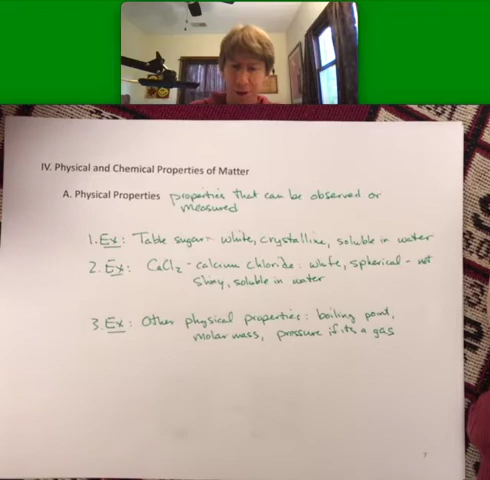 IV. Physical and Chemical Properties of Matter
A. Physical Properties properties that can be observed or
measured
1. Ex: Table sugar - white, crystalline, soluble in water
2. Ex: CaCl2 - calcium chloride: white, spherical - not
shiny, soluble in water
3. Ex: Other physical properties: boiling point,
molar mass, pressure if its a gas
7